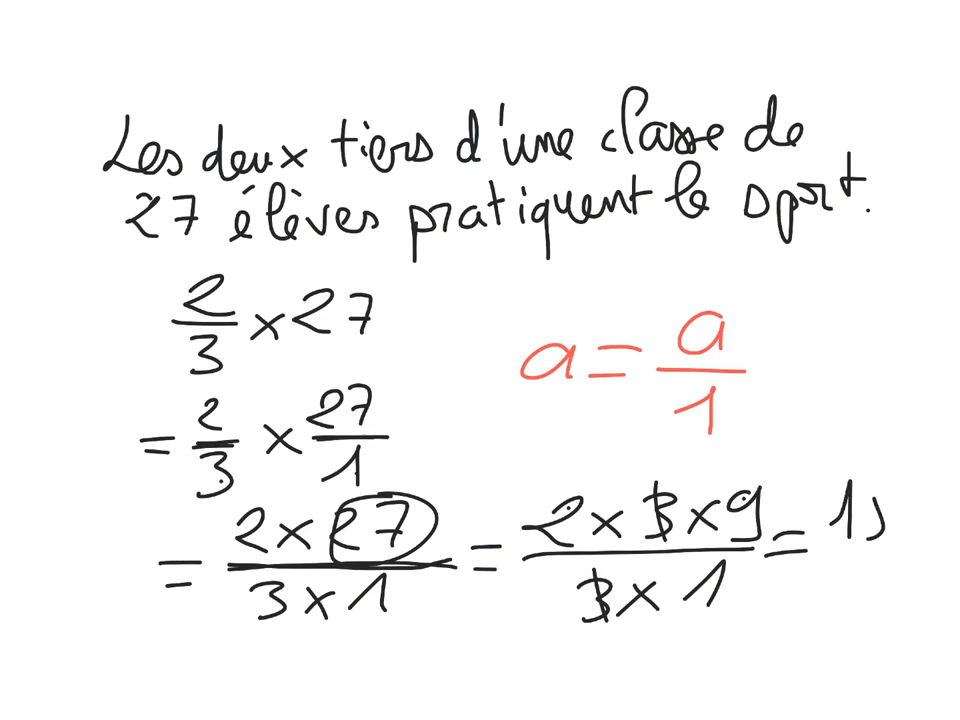 Les deux tiers d'une classe de
27 élèves pratiquent le sport.
2/3 × 27
a = a/1
= 2/3 × 27/1
= (2 × 27)/(3 × 1) = (2 × 3 × 9)/(3 × 1) = 1